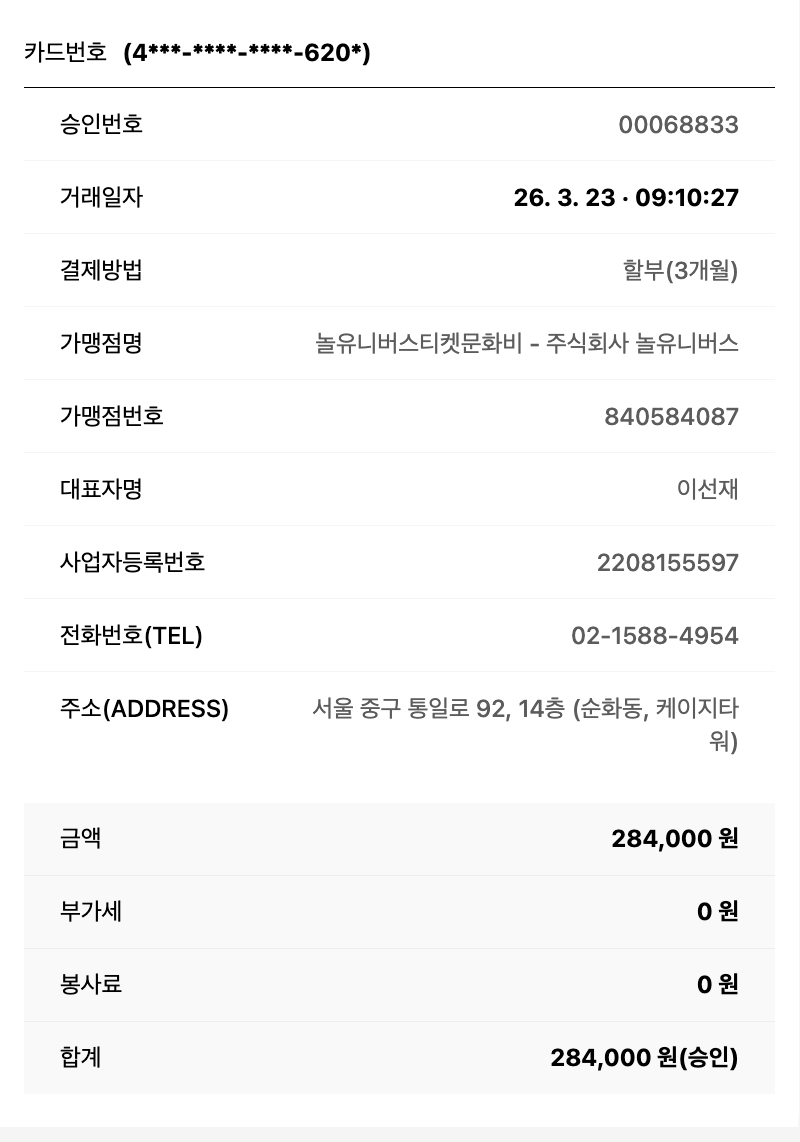 카드번호 (4***-****-****-620*)
승인번호 00068833
거래일자 26. 3. 23 · 09:10:27
결제방법 할부(3개월)
가맹점명 놀유니버스티켓문화비 - 주식회사 놀유니버스
가맹점번호 840584087
대표자명 이선재
사업자등록번호 2208155597
전화번호(TEL) 02-1588-4954
주소(ADDRESS) 서울 중구 통일로 92, 14층 (순화동, 케이지타
워)
금액 284,000 원
부가세 0 원
봉사료 0 원
합계 284,000 원(승인)